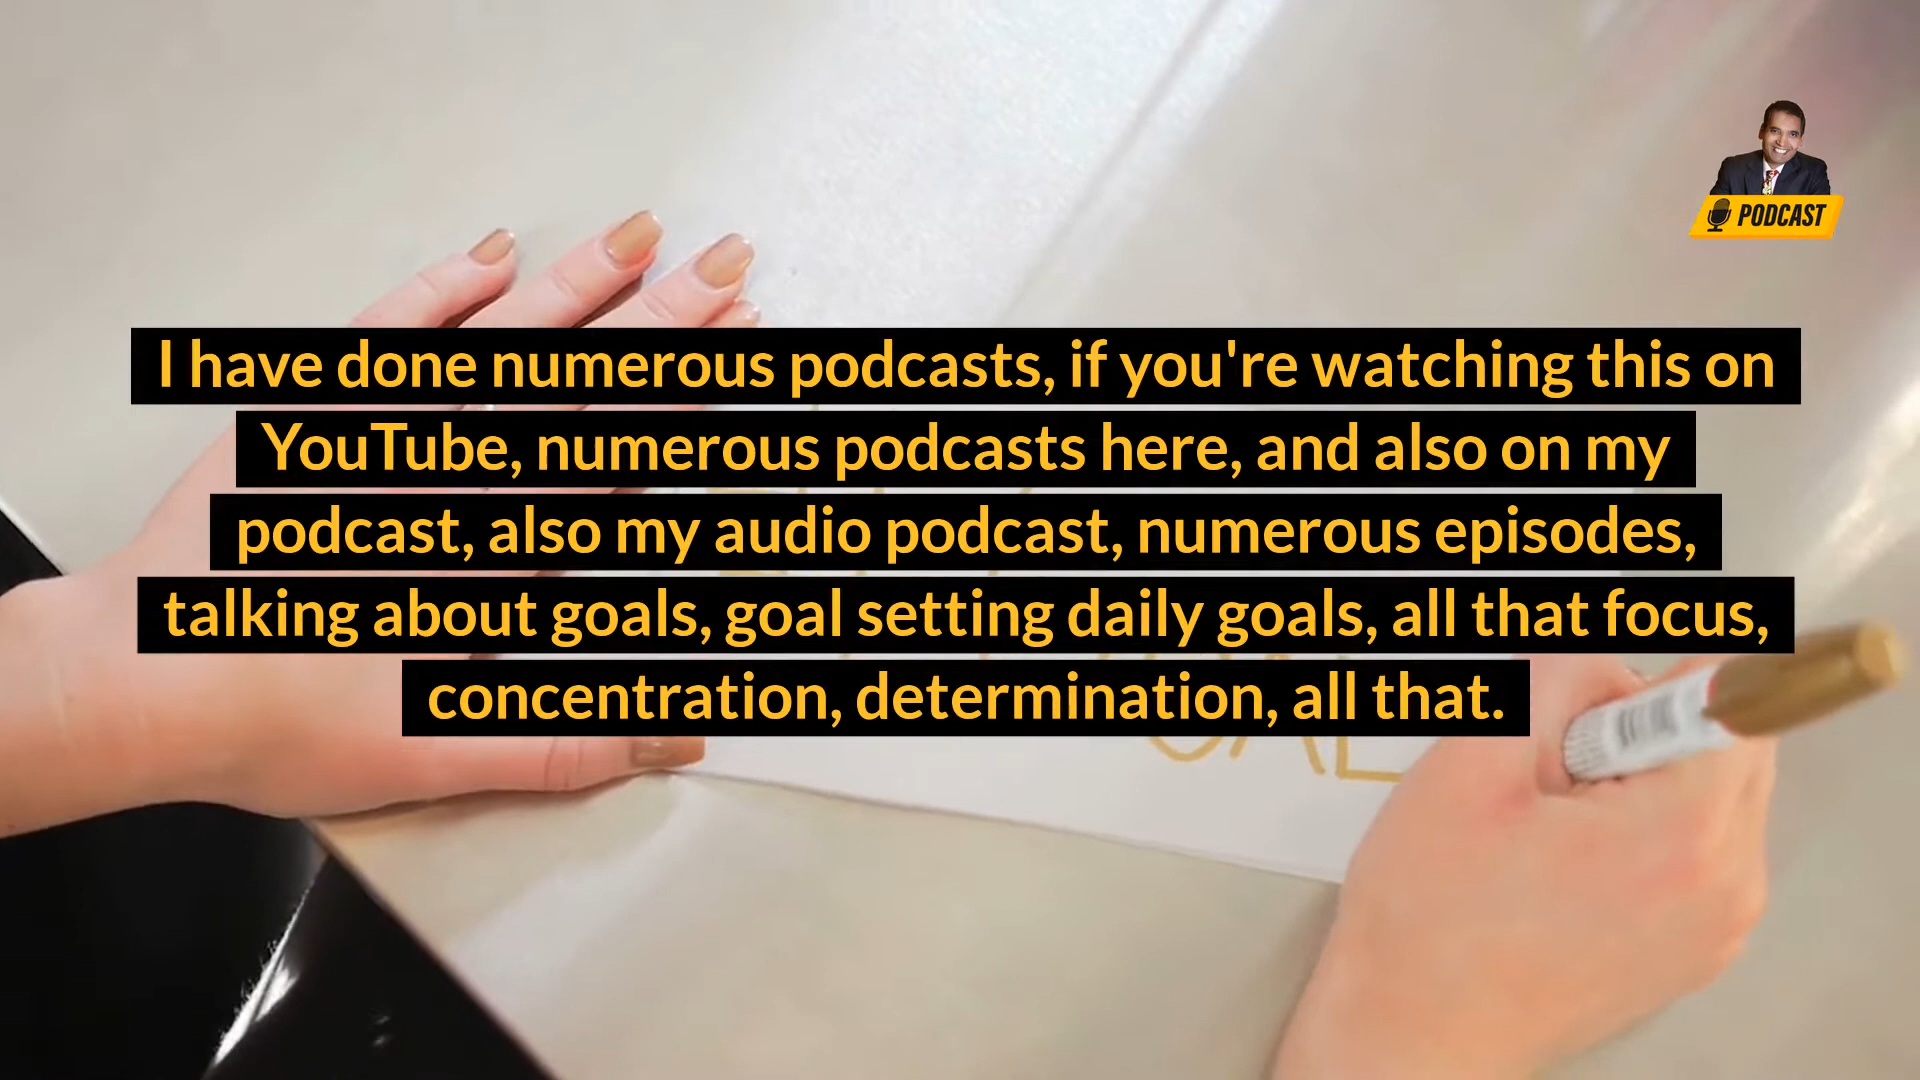 PODCAST
I have done numerous podcasts, if you're watching this on
YouTube, numerous podcasts here, and also on my
podcast, also my audio podcast, numerous episodes,
talking about goals, goal setting daily goals, all that focus,
concentration, determination, all that.